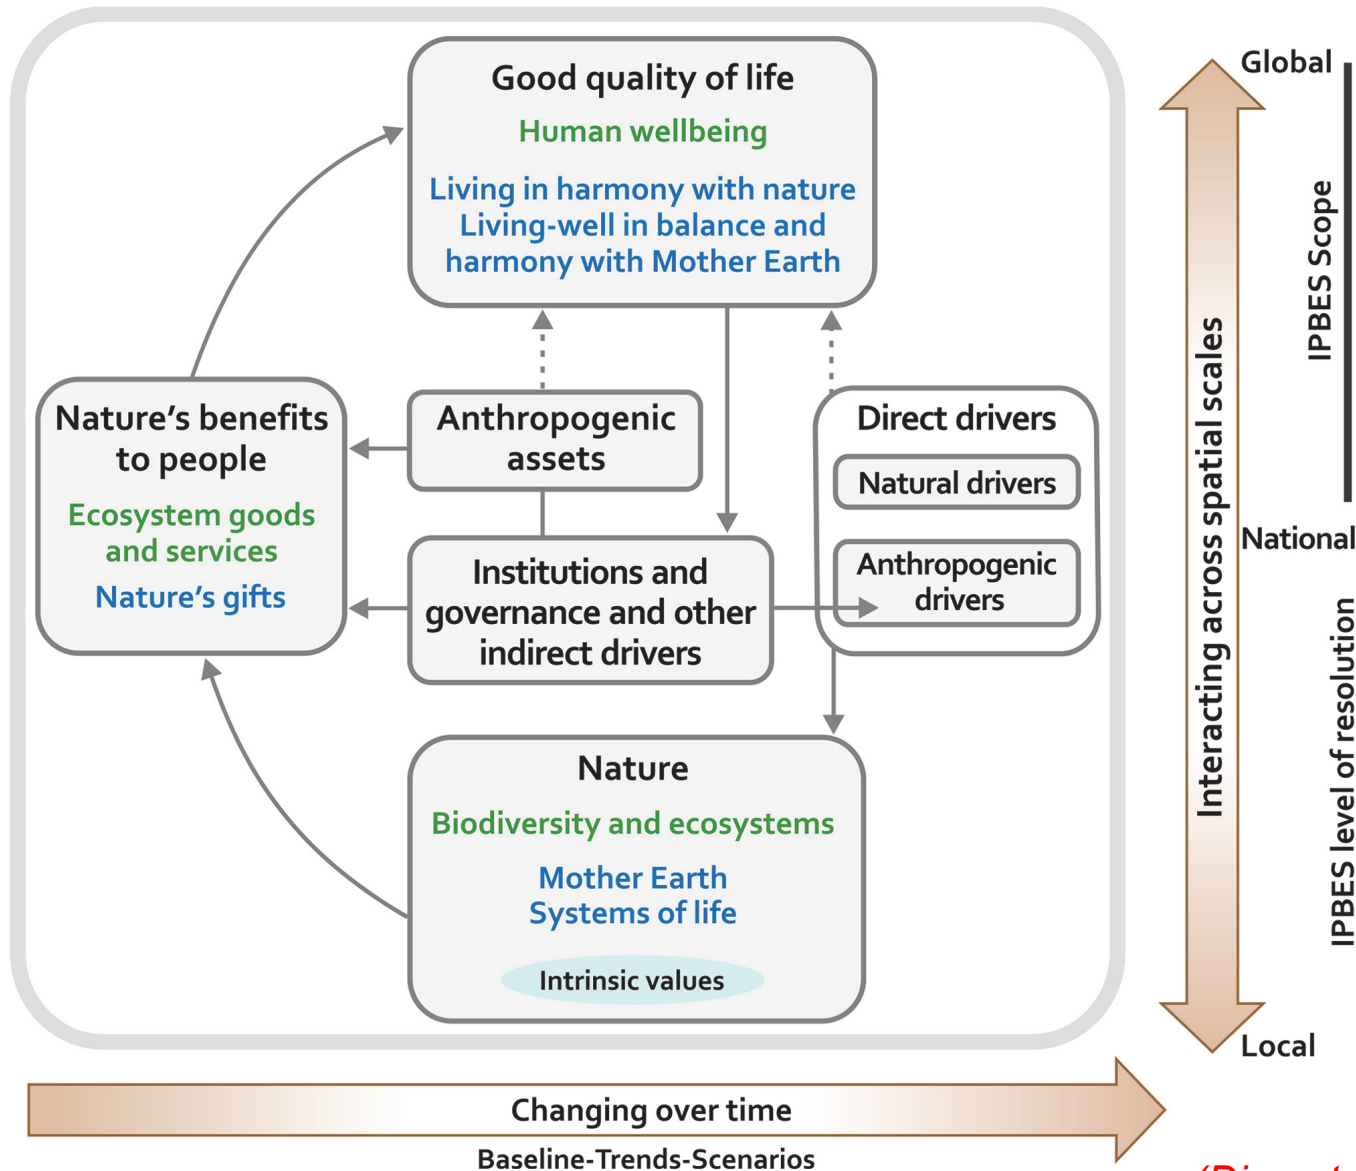 Good quality of life
Human wellbeing
Living in harmony with nature
Living-well in balance and
harmony with Mother Earth
Nature's benefits
to people
Ecosystem goods
and services
Nature's gifts
Anthropogenic
assets
Institutions and
governance and other
indirect drivers
Direct drivers
Natural drivers
Anthropogenic
drivers
Nature
Biodiversity and ecosystems
Mother Earth
Systems of life
Intrinsic values
Changing over time
Baseline-Trends-Scenarios
Interacting across spatial scales
Global
National
Local
IPBES Scope
IPBES level of resolution